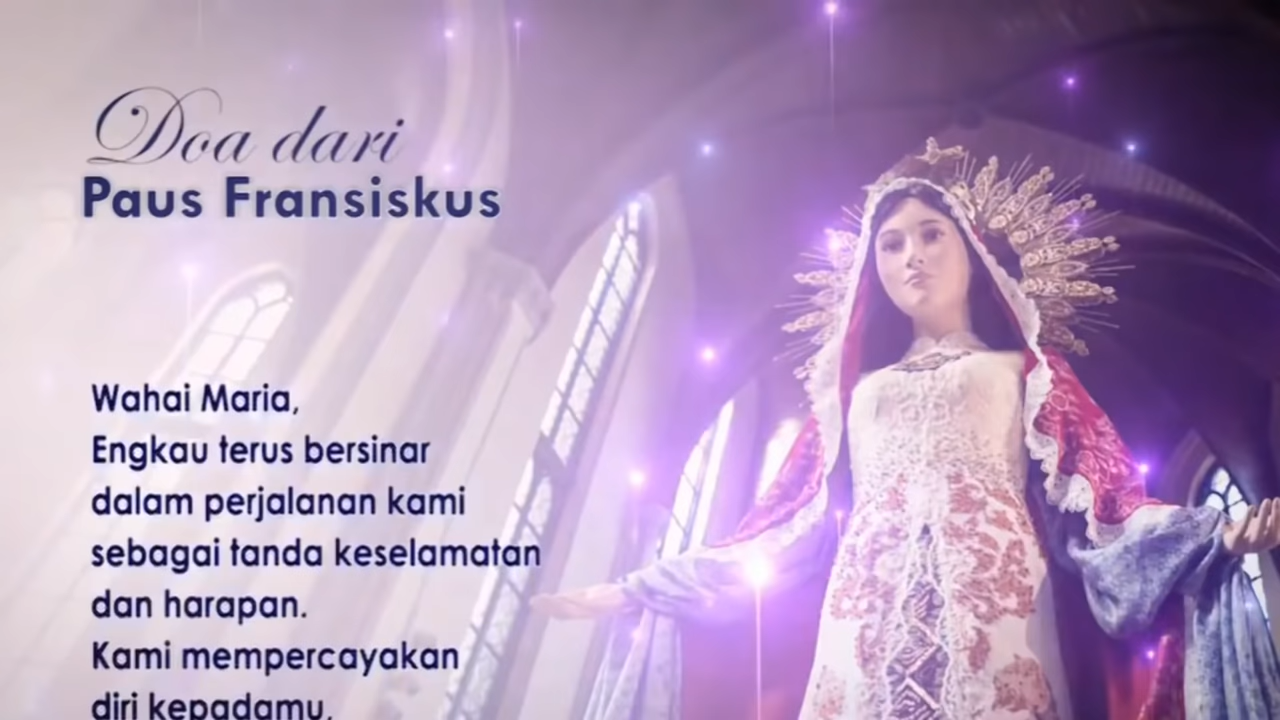 Doa dari
Paus Fransiskus
Wahai Maria,
Engkau terus bersinar
dalam perjalanan kami
sebagai tanda keselamatan
dan harapan.
Kami mempercayakan
diri kepadamu,